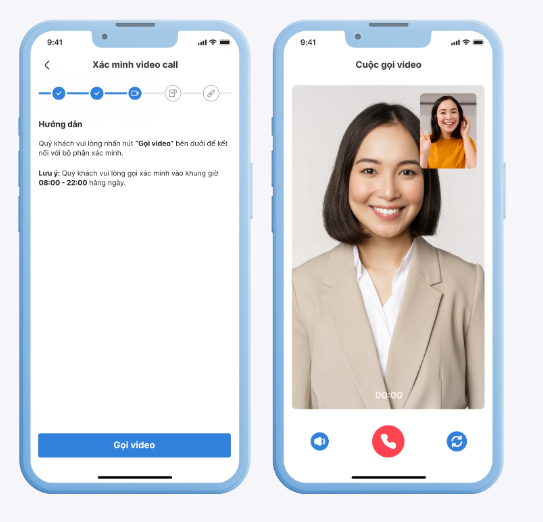 9:41
Xác minh video call
Hướng dẫn
Quý khách vui lòng nhấn nút "Gọi video" bên dưới để kết
nối với bộ phận xác minh.
Lưu ý: Quý khách vui lòng gọi xác minh vào khung giờ
08:00 - 22:00 hàng ngày.
Gọi video
9:41
Cuộc gọi video
00:00